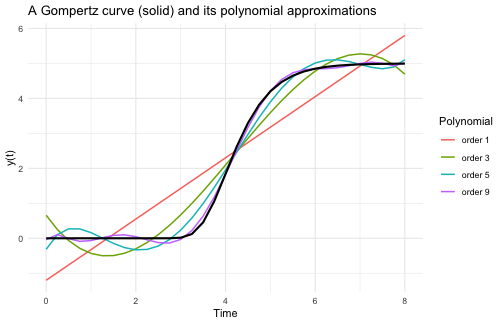 A Gompertz curve (solid) and its polynomial approximations
6
4
2
0
y(t)
0 2 4 6 8
Time
Polynomial
order 1
order 3
order 5
order 9